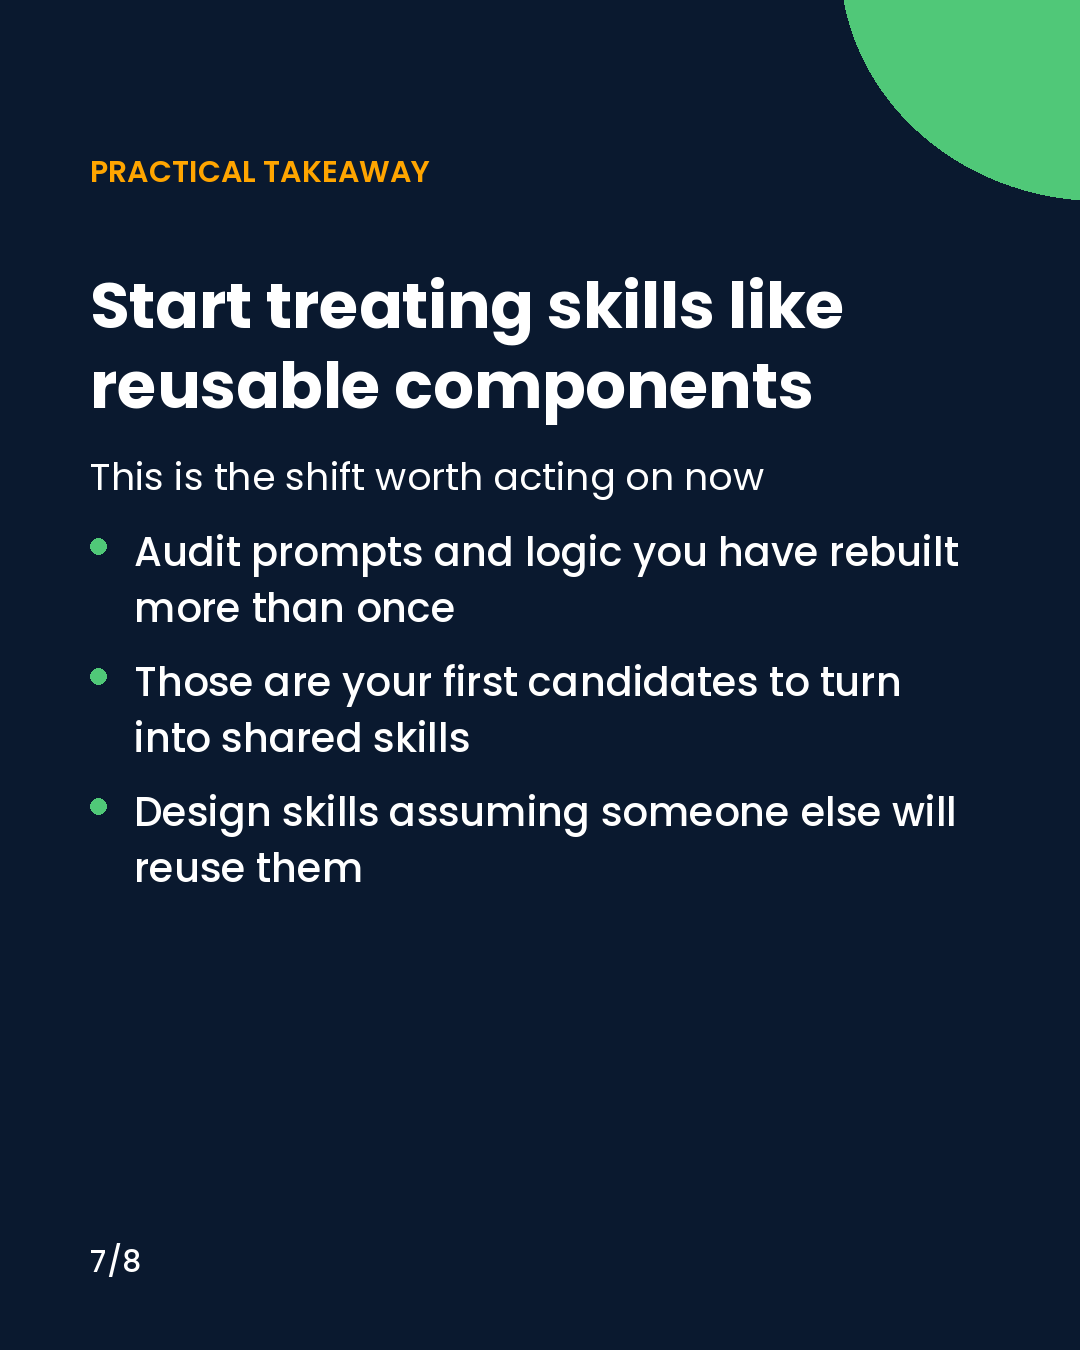 PRACTICAL TAKEAWAY
Start treating skills like
reusable components
This is the shift worth acting on now
Audit prompts and logic you have rebuilt
more than once
Those are your first candidates to turn
into shared skills
Design skills assuming someone else will
reuse them
7/8